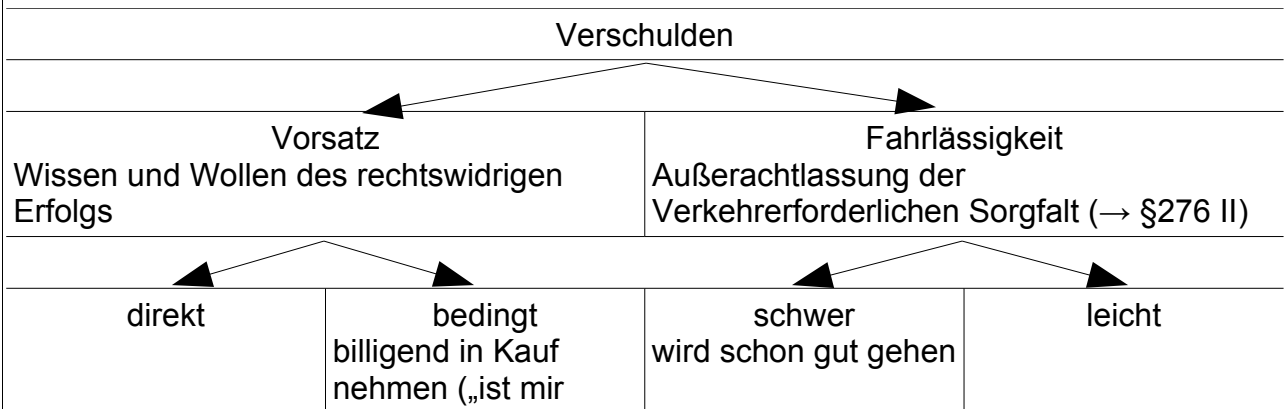 Verschulden
Vorsatz
Wissen und Wollen des rechtswidrigen
Erfolgs
Fahrlässigkeit
Außerachtlassung der
Verkehrerforderlichen Sorgfalt (→ §276 II)
direkt
bedingt
billigend in Kauf
nehmen („ist mir
schwer
wird schon gut gehen
leicht